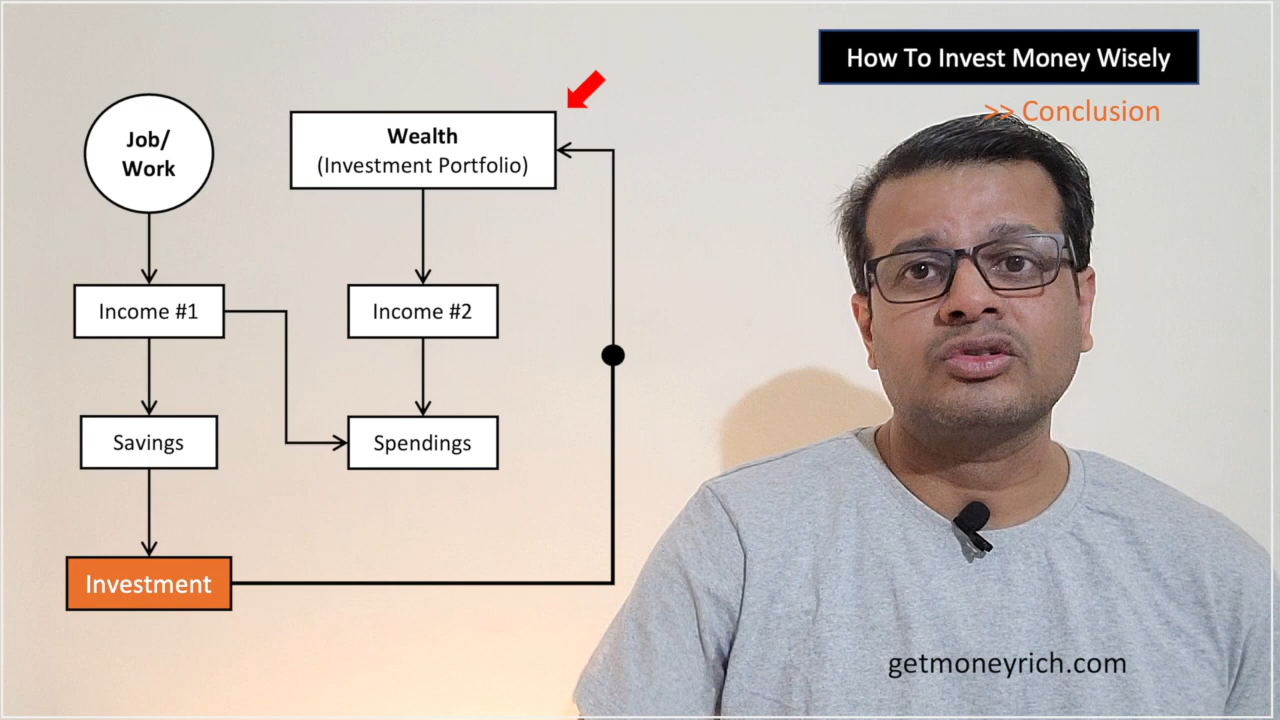 How To Invest Money Wisely
>> Conclusion
Job/
Work
Wealth
(Investment Portfolio)
Income #1
Income #2
Savings
Spendings
Investment
getmoneyrich.com